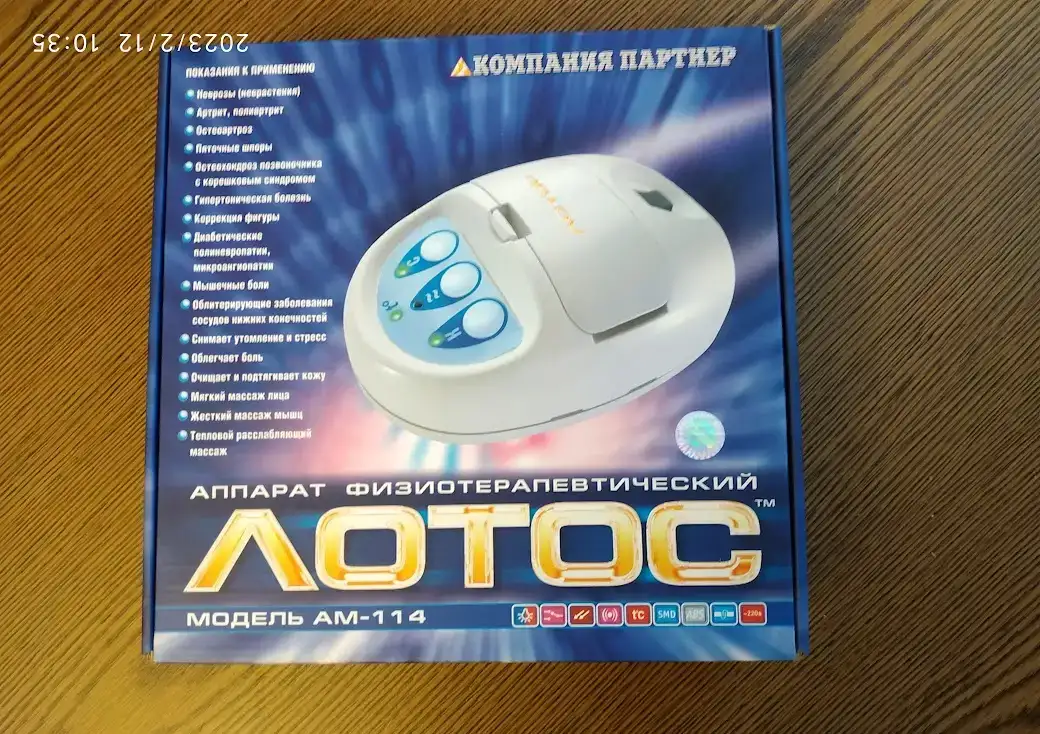 2023/2/12 10:35
КОМПАНИЯ ПАРТНЕР
ПОКАЗАНИЯ К ПРИМЕНЕНИЮ
Неврозы (неврастения)
Артрит, полиартрит
Остеоартроз
Пяточные шпоры
Остеохондроз позвоночника
с корешковым синдромом
Гипертоническая болезнь
Коррекция фигуры
Диабетические
полиневропатии,
микроангиопатии
Мышечные боли
Облитерирующие заболевания
сосудов нижних конечностей
Снимает утомление и стресс
Облегчает боль
Очищает и подтягивает кожу
Мягкий массаж лица
Жесткий массаж мышц
Тепловой расслабляющий
массаж
АППАРАТ ФИЗИОТЕРАПЕВТИЧЕСКИЙ
ЛОТОС™
МОДЕЛЬ АМ-114
t°C SMD ABS ~220в